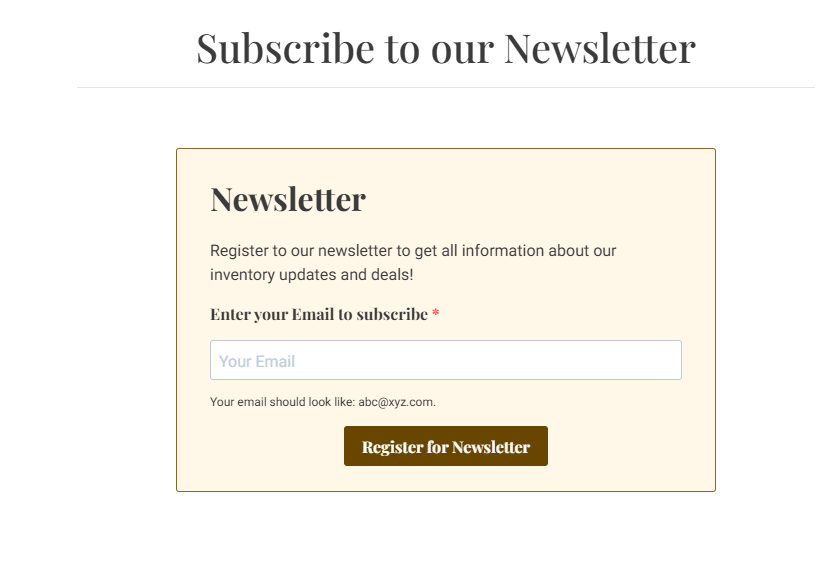 Subscribe to our Newsletter
Newsletter
Register to our newsletter to get all information about our
inventory updates and deals!
Enter your Email to subscribe *
Your Email
Your email should look like: abc@xyz.com.
Register for Newsletter